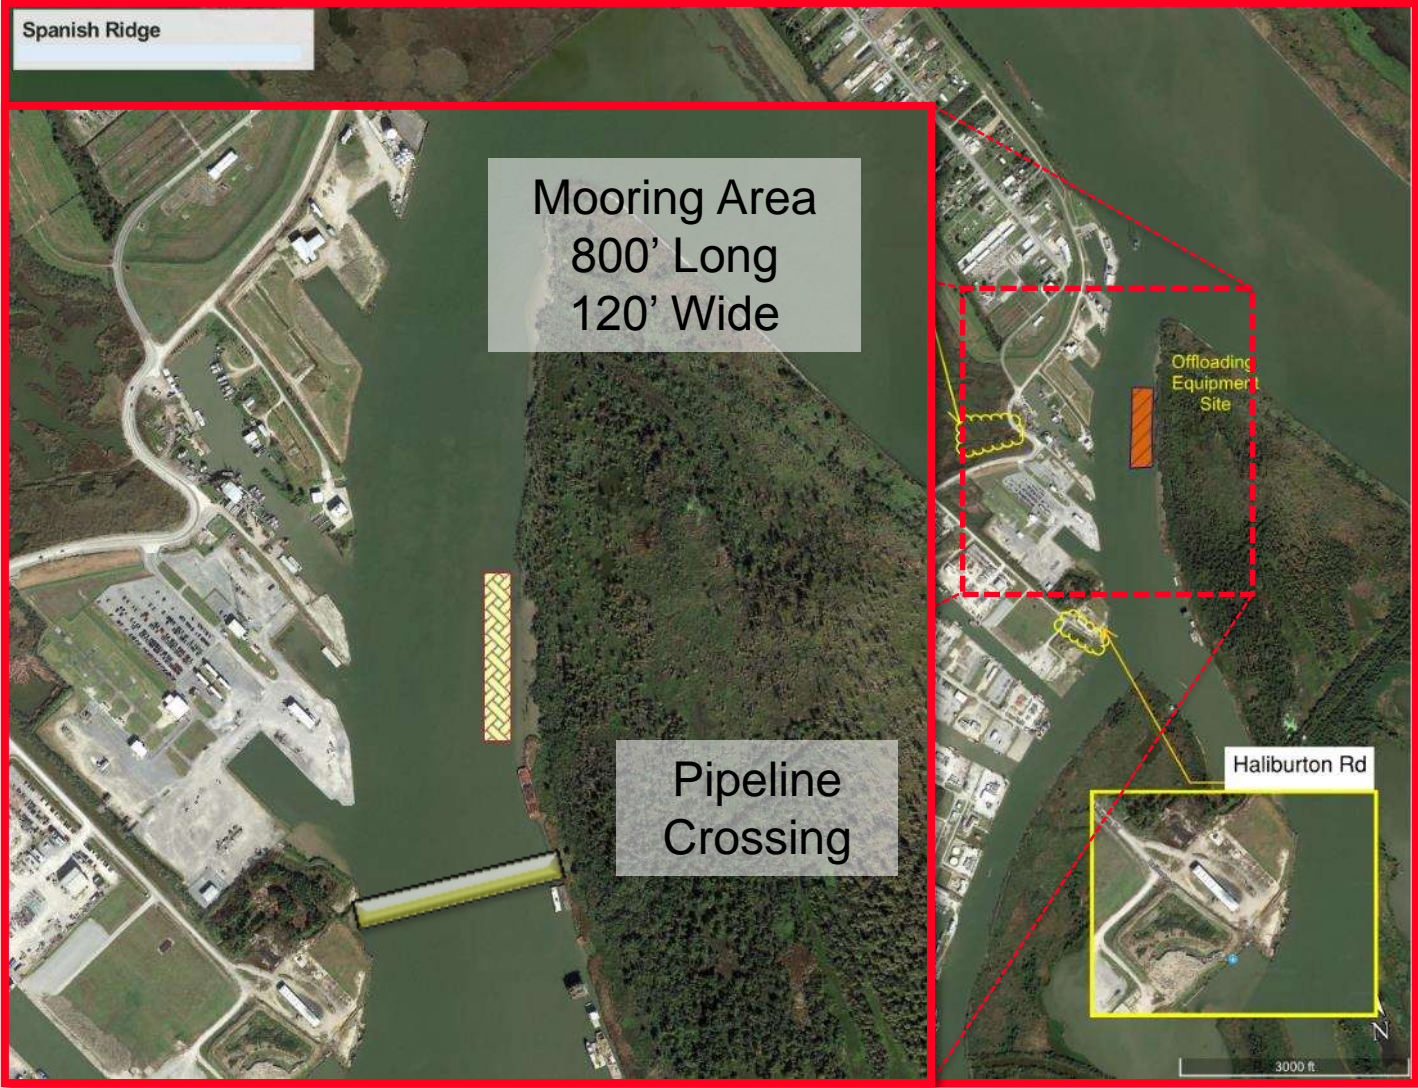 Spanish Ridge
Mooring Area
800’ Long
120’ Wide
Offloading
Equipment
Site
Pipeline
Crossing
Haliburton Rd
N
3000 ft